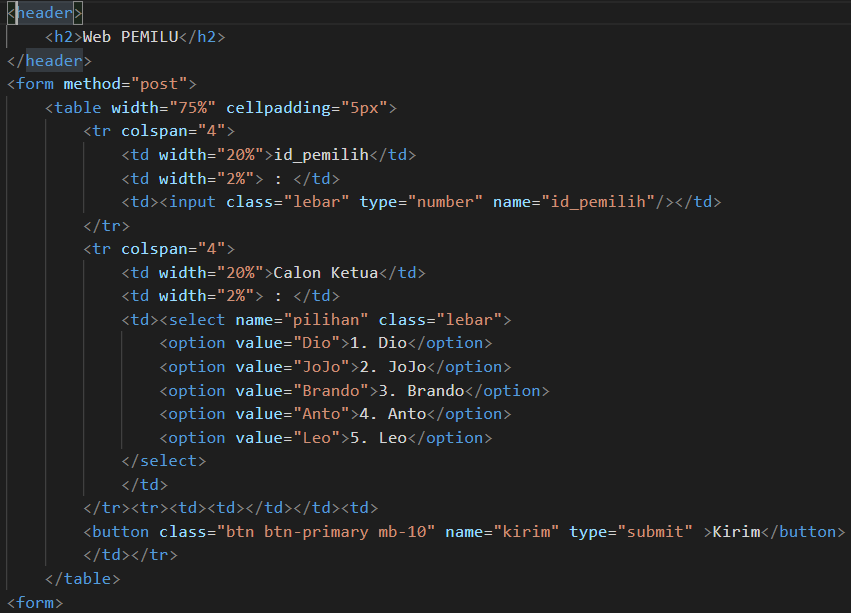 <header>
    <h2>Web PEMILU</h2>
</header>
<form method="post">
    <table width="75%" cellpadding="5px">
        <tr colspan="4">
            <td width="20%">id_pemilih</td>
            <td width="2%"> : </td>
            <td><input class="lebar" type="number" name="id_pemilih"/></td>
        </tr>
        <tr colspan="4">
            <td width="20%">Calon Ketua</td>
            <td width="2%"> : </td>
            <td><select name="pilihan" class="lebar">
                <option value="Dio">1. Dio</option>
                <option value="JoJo">2. JoJo</option>
                <option value="Brando">3. Brando</option>
                <option value="Anto">4. Anto</option>
                <option value="Leo">5. Leo</option>
            </select>
            </td>
        </tr><tr><td><td></td></td><td>
        <button class="btn btn-primary mb-10" name="kirim" type="submit" >Kirim</button>
        </td></tr>
    </table>
<form>